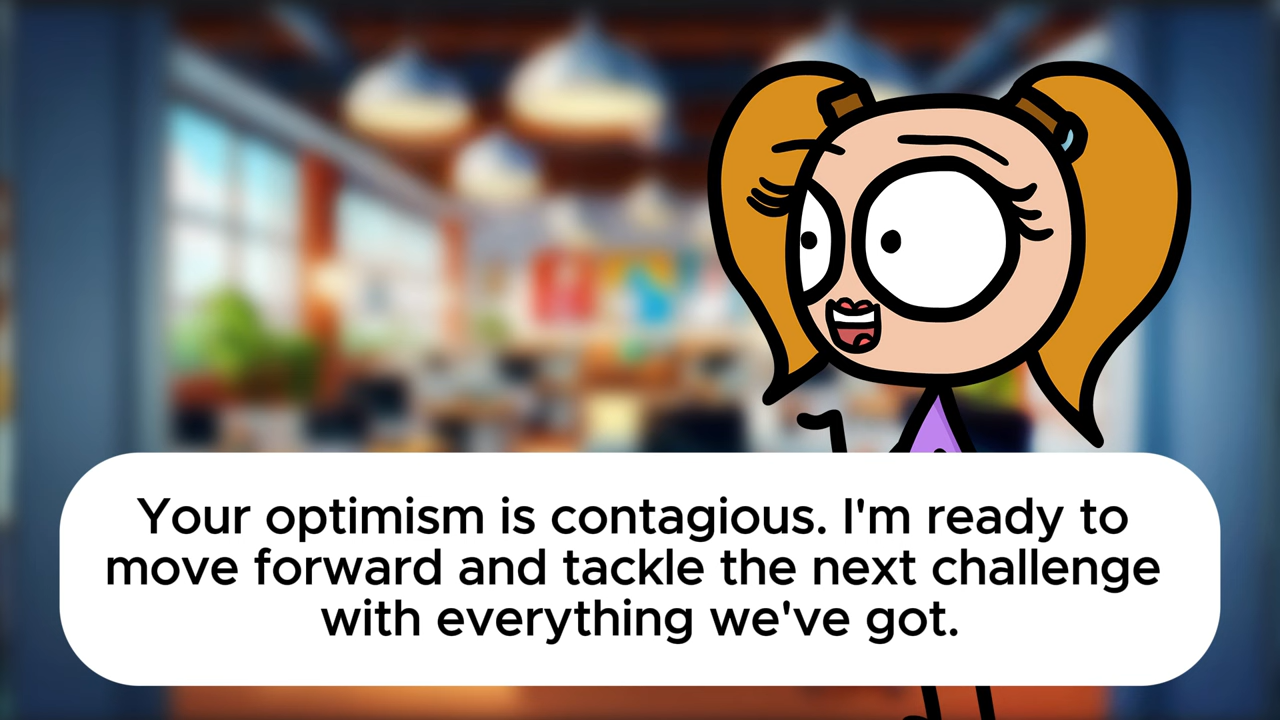 Your optimism is contagious. I'm ready to
move forward and tackle the next challenge
with everything we've got.